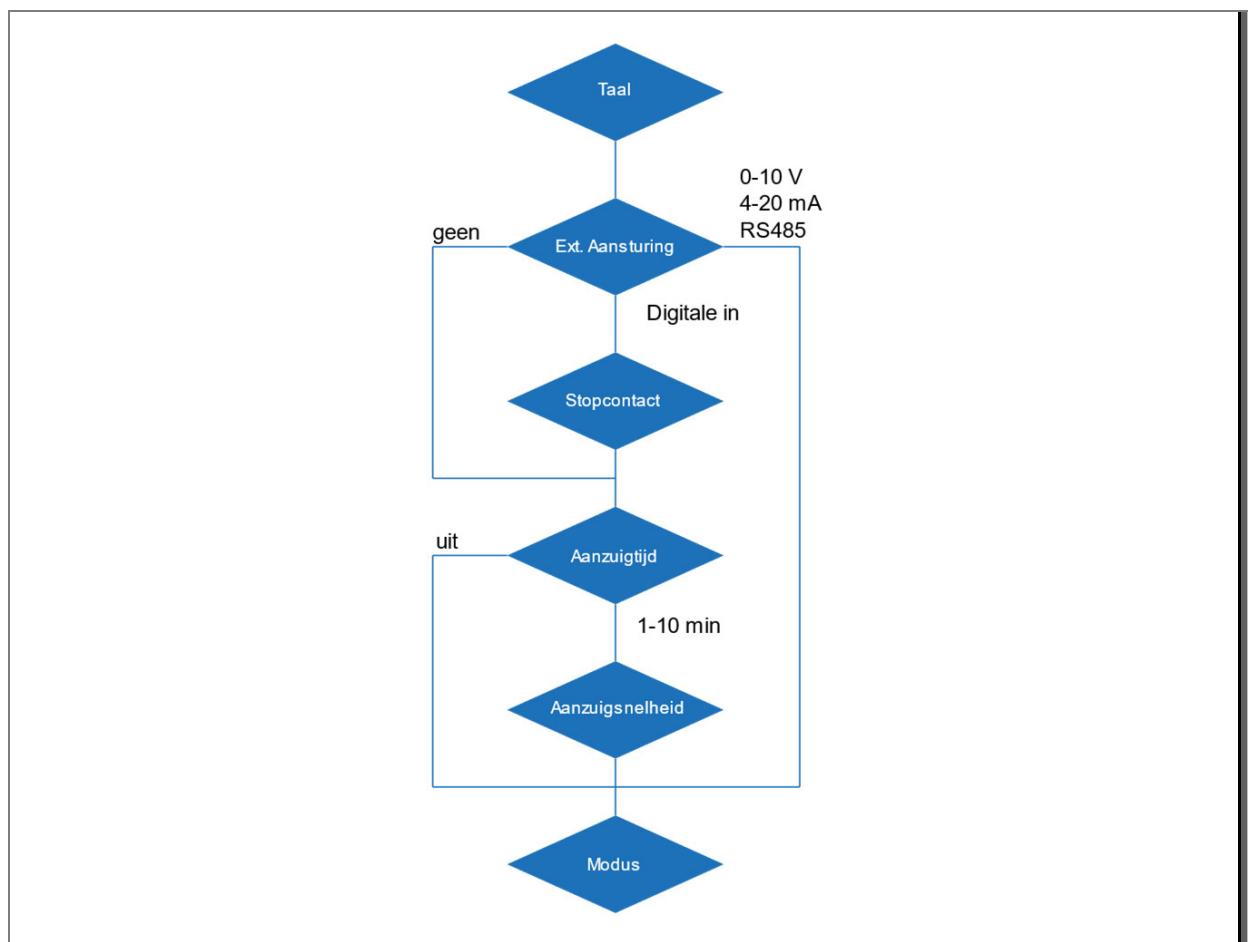 Taal
0-10 V
4-20 mA
RS485
geen
Ext. Aansturing
Digitale in
Stopcontact
uit
Aanzuigtijd
1-10 min
Aanzuigsnelheid
Modus